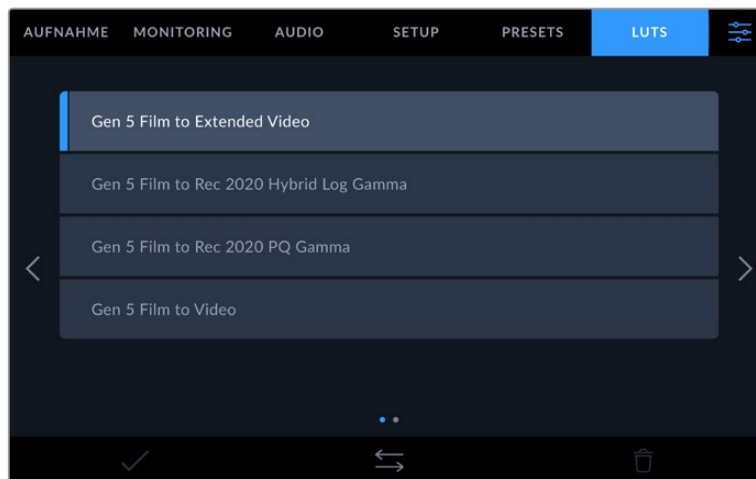 AUFNAHME MONITORING AUDIO SETUP PRESETS LUTS
Gen 5 Film to Extended Video
Gen 5 Film to Rec 2020 Hybrid Log Gamma
Gen 5 Film to Rec 2020 PQ Gamma
Gen 5 Film to Video